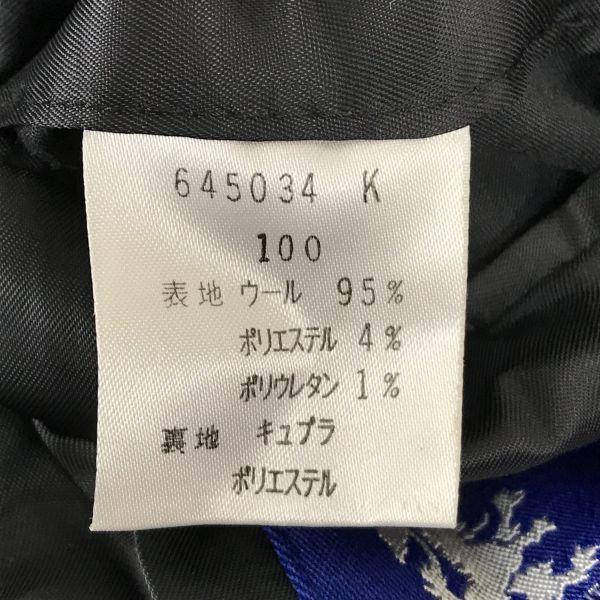 645034 K
100
表地 ウール 95%
ポリエステル 4%
ポリウレタン 1%
裏地 キュプラ
ポリエステル